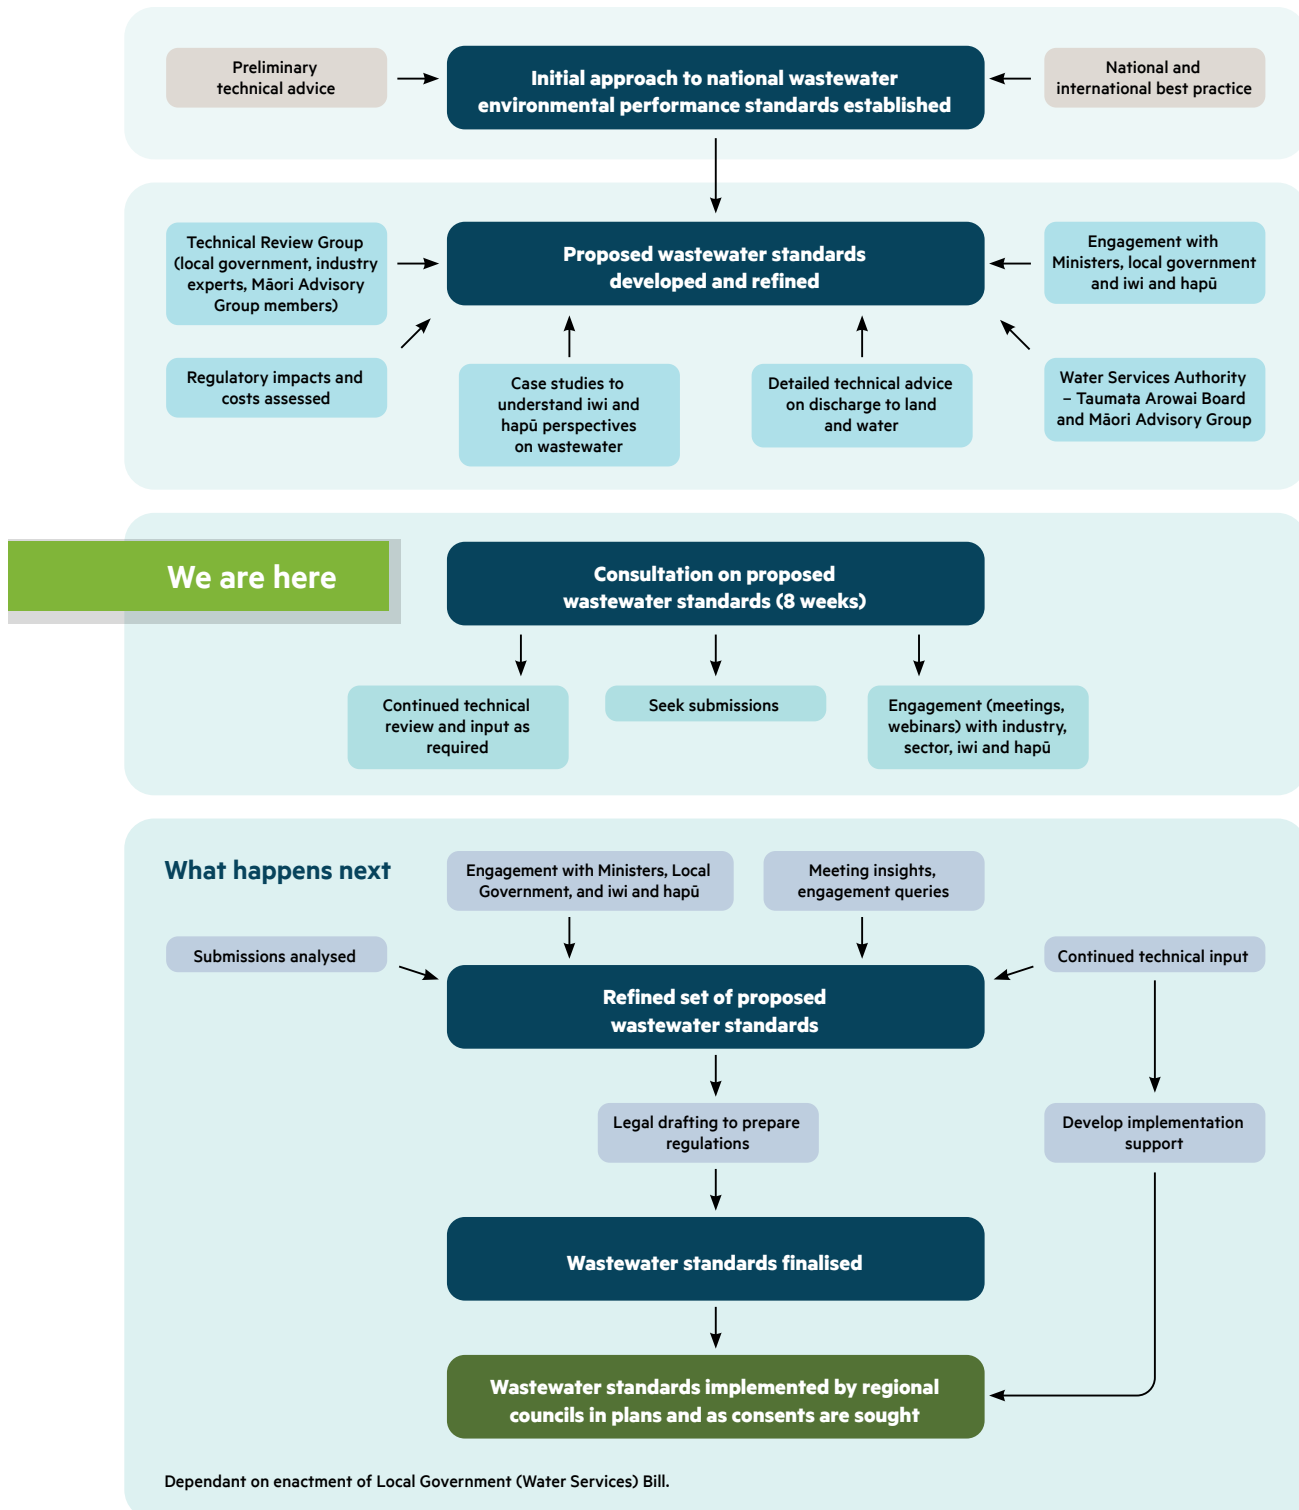 Preliminary
technical advice
Initial approach to national wastewater
environmental performance standards established
National and
international best practice
Technical Review Group
(local government, industry
experts, Māori Advisory
Group members)
Proposed wastewater standards
developed and refined
Engagement with
Ministers, local government
and iwi and hapū
Regulatory impacts and
costs assessed
Case studies to
understand iwi and
hapū perspectives
on wastewater
Detailed technical advice
on discharge to land
and water
Water Services Authority
– Taumata Arowai Board
and Māori Advisory Group
We are here
Consultation on proposed
wastewater standards (8 weeks)
Continued technical
review and input as
required
Seek submissions
Engagement (meetings,
webinars) with industry,
sector, iwi and hapū
What happens next
Engagement with Ministers, Local
Government, and iwi and hapū
Meeting insights,
engagement queries
Submissions analysed
Continued technical input
Refined set of proposed
wastewater standards
Legal drafting to prepare
regulations
Develop implementation
support
Wastewater standards finalised
Wastewater standards implemented by regional
councils in plans and as consents are sought
Dependant on enactment of Local Government (Water Services) Bill.